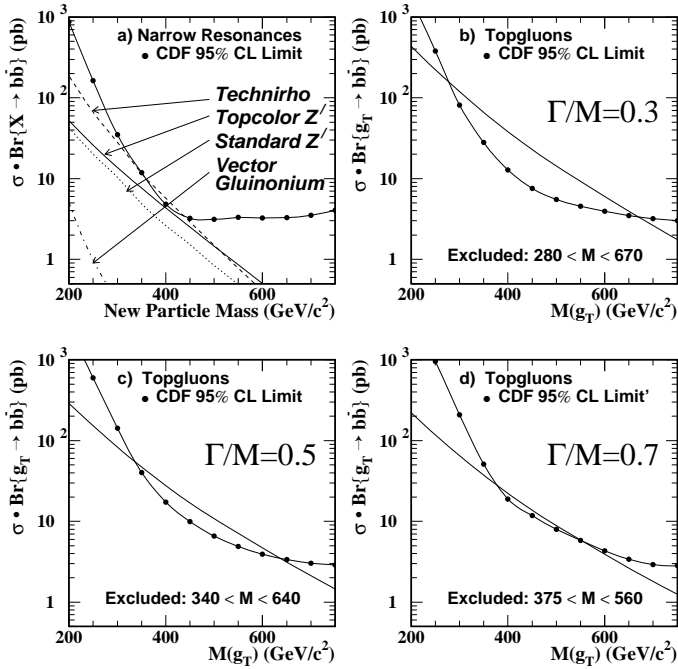 σ • Br{X → bb̄} (pb)
10³
10²
10
1
a) Narrow Resonances
• CDF 95% CL Limit
Technirho
Topcolor Z′
Standard Z′
Vector
Gluinonium
200 400 600
New Particle Mass (GeV/c²)
σ • Br{g_T → bb̄} (pb)
10³
10²
10
1
b) Topgluons
• CDF 95% CL Limit
Γ/M=0.3
Excluded: 280 < M < 670
200 400 600
M(g_T) (GeV/c²)
σ • Br{g_T → bb̄} (pb)
10³
10²
10
1
c) Topgluons
• CDF 95% CL Limit
Γ/M=0.5
Excluded: 340 < M < 640
200 400 600
M(g_T) (GeV/c²)
σ • Br{g_T → bb̄} (pb)
10³
10²
10
1
d) Topgluons
• CDF 95% CL Limit'
Γ/M=0.7
Excluded: 375 < M < 560
200 400 600
M(g_T) (GeV/c²)